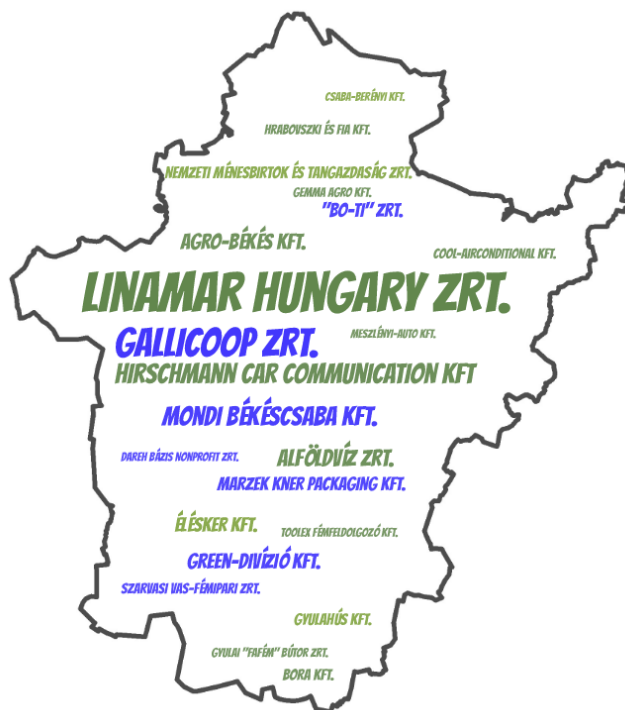 CSABA-BERÉNYI KFT.
HRABOVSZKI ÉS FIA KFT.
NEMZETI MÉNESBIRTOK ÉS TANGAZDASÁG ZRT.
GEMMA AGRO KFT.
"BO-TI" ZRT.
AGRO-BÉKÉS KFT.
COOL-AIRCONDITIONAL KFT.
LINAMAR HUNGARY ZRT.
GALLICOOP ZRT.
MESZLÉNYI-AUTO KFT.
HIRSCHMANN CAR COMMUNICATION KFT
MONDI BÉKÉSCSABA KFT.
DAREH BÁZIS NONPROFIT ZRT.
ALFÖLDVÍZ ZRT.
MARZEK KNER PACKAGING KFT.
ÉLÉSKER KFT.
TOOLEX FÉMFELDOLGOZÓ KFT.
GREEN-DIVÍZIÓ KFT.
SZARVASI VAS-FÉMIPARI ZRT.
GYULAHÚS KFT.
GYULAI "FAFÉM" BÚTOR ZRT.
BORA KFT.